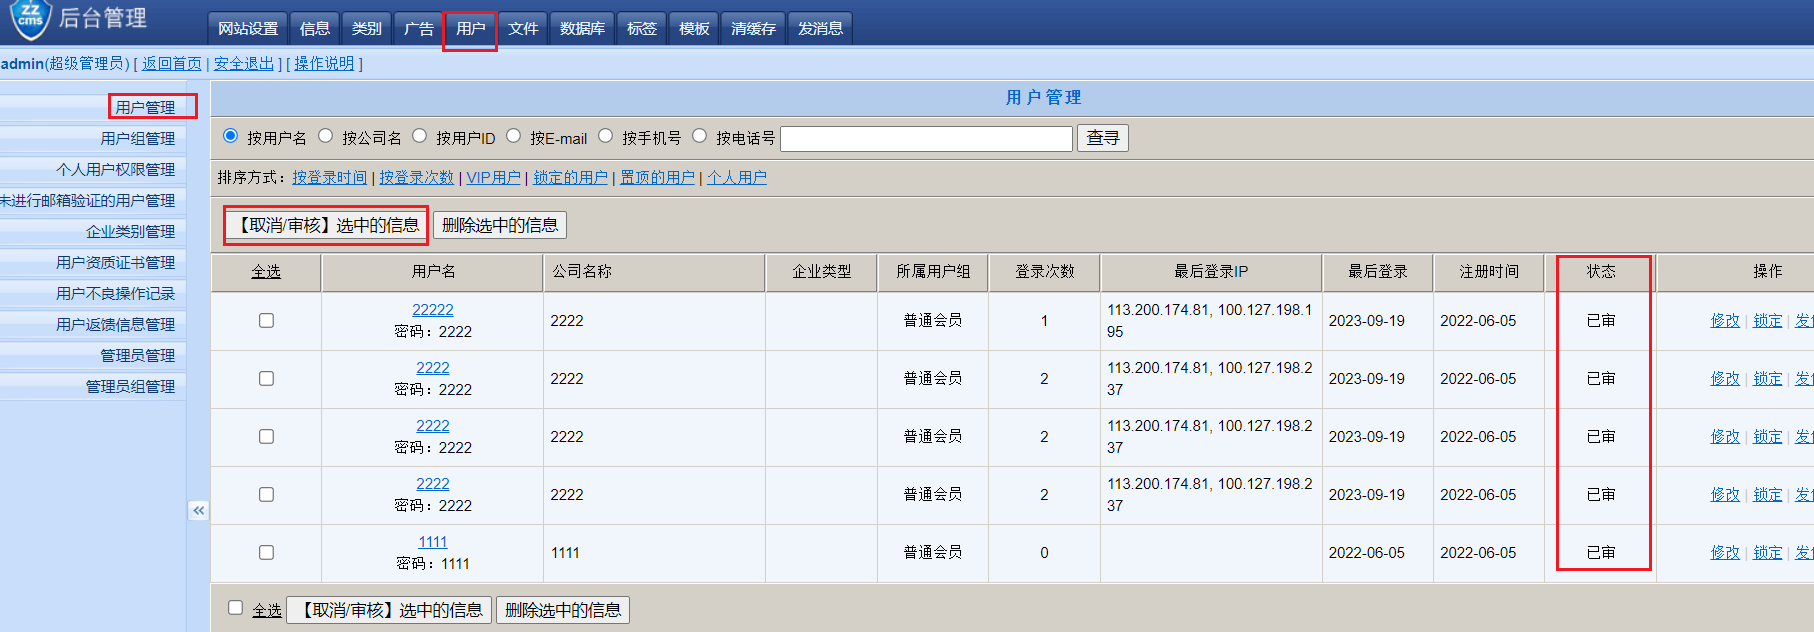 ZZ cms 后台管理
网站设置 信息 类别 广告 用户 文件 数据库 标签 模板 清缓存 发消息
admin(超级管理员) [ 返回首页 | 安全退出 ] [ 操作说明 ]
用户管理
用户组管理
个人用户权限管理
未进行邮箱验证的用户管理
企业类别管理
用户资质证书管理
用户不良操作记录
用户返馈信息管理
管理员管理
管理员组管理
用户管理
按用户名 按公司名 按用户ID 按E-mail 按手机号 按电话号 查寻
排序方式：按登录时间 | 按登录次数 | VIP用户 | 锁定的用户 | 置顶的用户 | 个人用户
【取消/审核】选中的信息 删除选中的信息
全选 用户名 公司名称 企业类型 所属用户组 登录次数 最后登录IP 最后登录 注册时间 状态 操作
22222
密码：2222 2222 普通会员 1 113.200.174.81, 100.127.198.1
95 2023-09-19 2022-06-05 已审 修改 | 锁定 | 发
2222
密码：2222 2222 普通会员 2 113.200.174.81, 100.127.198.2
37 2023-09-19 2022-06-05 已审 修改 | 锁定 | 发
2222
密码：2222 2222 普通会员 2 113.200.174.81, 100.127.198.2
37 2023-09-19 2022-06-05 已审 修改 | 锁定 | 发
2222
密码：2222 2222 普通会员 2 113.200.174.81, 100.127.198.2
37 2023-09-19 2022-06-05 已审 修改 | 锁定 | 发
1111
密码：1111 1111 普通会员 0 2022-06-05 2022-06-05 已审 修改 | 锁定 | 发
全选 【取消/审核】选中的信息 删除选中的信息